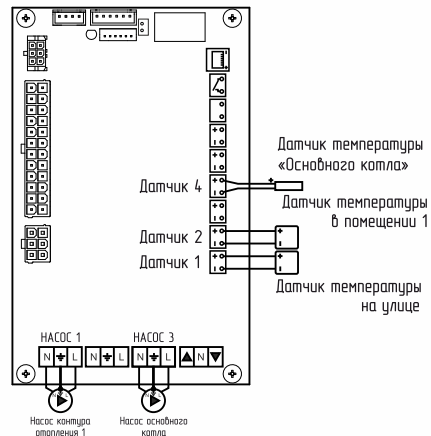 Датчик температуры
«Основного котла»
Датчик 4
Датчик температуры
в помещении 1
Датчик 2
Датчик 1
Датчик температуры
на улице
НАСОС 1
НАСОС 3
N L N L N L N
Насос контура
отопления 1
Насос основного
котла